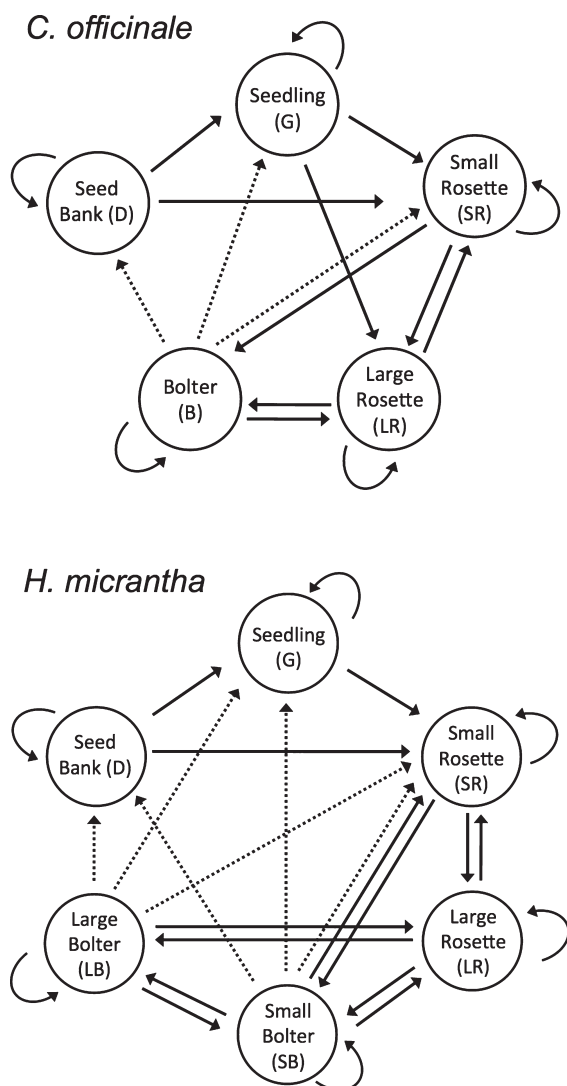 C. officinale
Seedling
(G)
Seed
Bank (D)
Small
Rosette
(SR)
Bolter
(B)
Large
Rosette
(LR)
H. micrantha
Seedling
(G)
Seed
Bank (D)
Small
Rosette
(SR)
Large
Bolter
(LB)
Large
Rosette
(LR)
Small
Bolter
(SB)